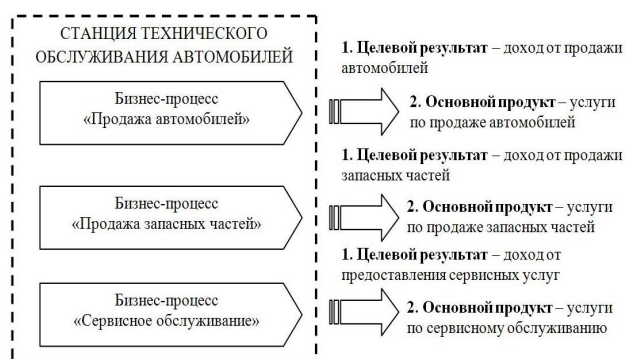 СТАНЦИЯ ТЕХНИЧЕСКОГО
ОБСЛУЖИВАНИЯ АВТОМОБИЛЕЙ
Бизнес-процесс
«Продажа автомобилей»
1. Целевой результат – доход от продажи
автомобилей
2. Основной продукт – услуги
по продаже автомобилей
Бизнес-процесс
«Продажа запасных частей»
1. Целевой результат – доход от продажи
запасных частей
2. Основной продукт – услуги
по продаже запасных частей
Бизнес-процесс
«Сервисное обслуживание»
1. Целевой результат – доход от
предоставления сервисных услуг
2. Основной продукт – услуги
по сервисному обслуживанию